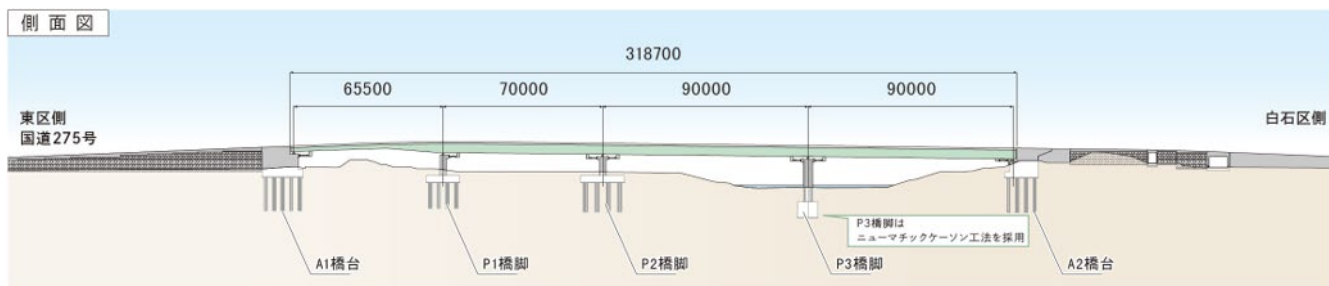 側面図
318700
65500 70000 90000 90000
東区側
国道275号
白石区側
P3橋脚は
ニューマチックケーソン工法を採用
A1橋台 P1橋脚 P2橋脚 P3橋脚 A2橋台